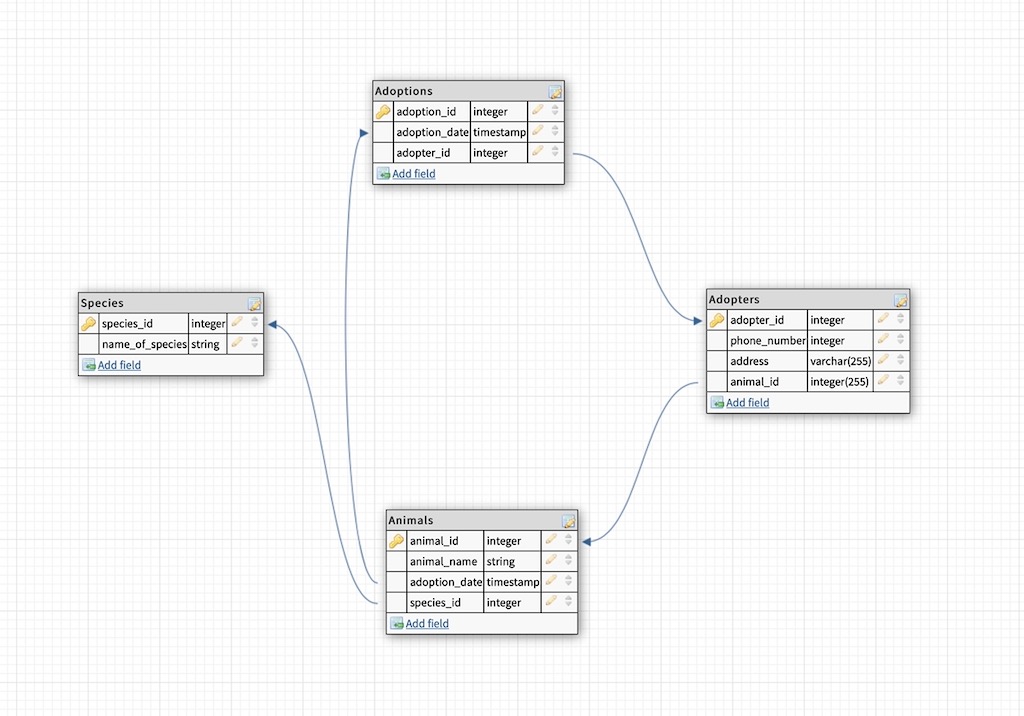 Adoptions
adoption_id integer
adoption_date timestamp
adopter_id integer
Add field
Species
species_id integer
name_of_species string
Add field
Adopters
adopter_id integer
phone_number integer
address varchar(255)
animal_id integer(255)
Add field
Animals
animal_id integer
animal_name string
adoption_date timestamp
species_id integer
Add field